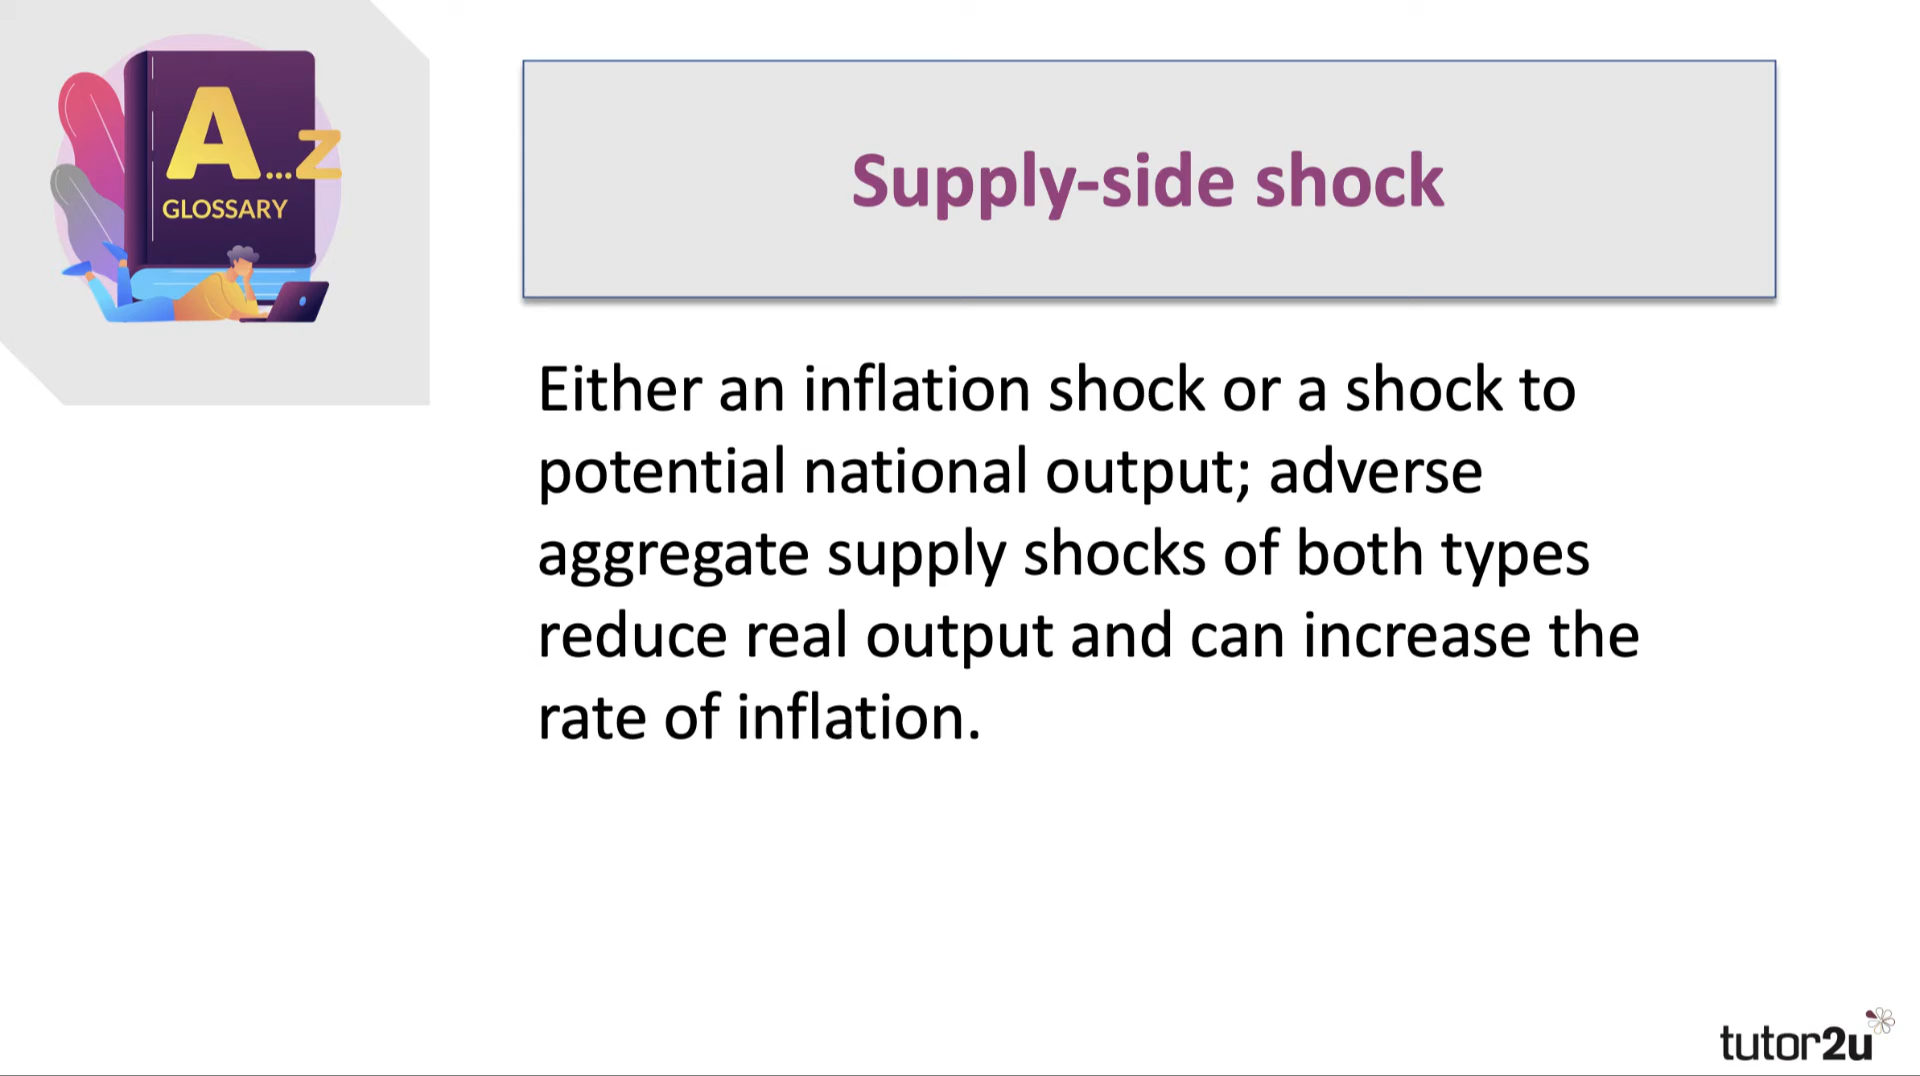 A...Z
GLOSSARY
Supply-side shock
Either an inflation shock or a shock to
potential national output; adverse
aggregate supply shocks of both types
reduce real output and can increase the
rate of inflation.
tutor2u